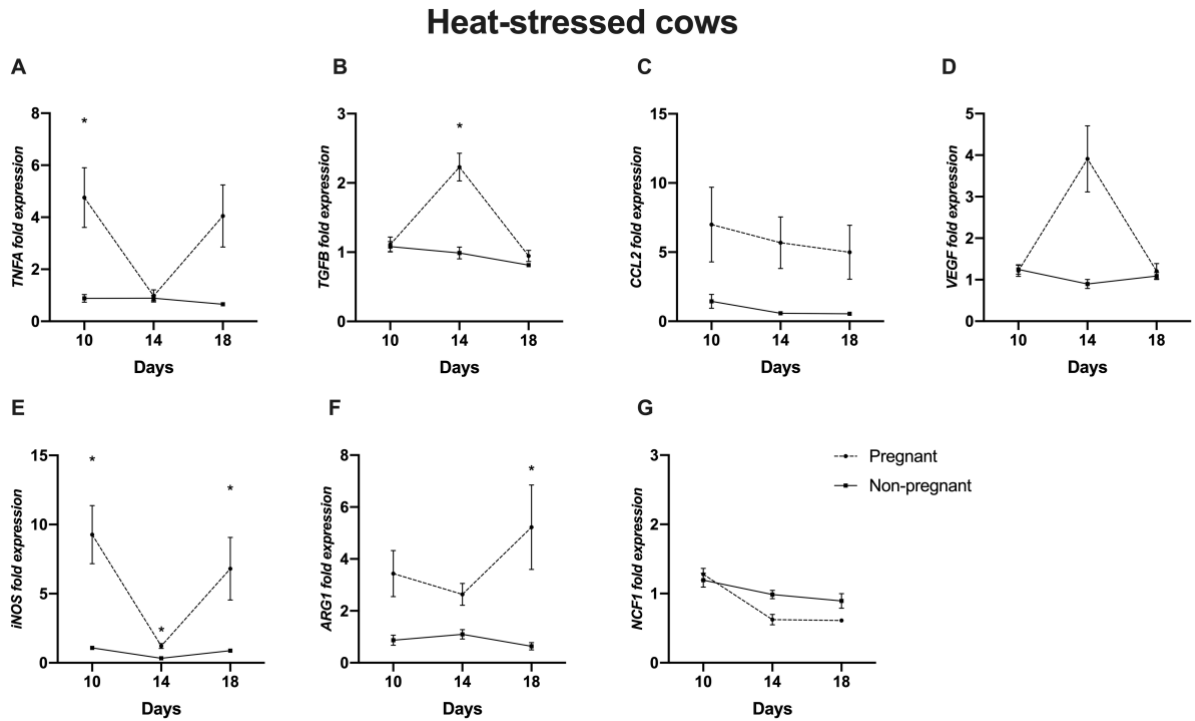 Heat-stressed cows
A
B
C
D
TNFA fold expression
8
6
4
2
0
*
10
14
18
Days
TGFB fold expression
3
2
1
0
*
10
14
18
Days
CCL2 fold expression
15
10
5
0
10
14
18
Days
VEGF fold expression
5
4
3
2
1
0
10
14
18
Days
E
F
G
iNOS fold expression
15
10
5
0
*
*
*
10
14
18
Days
ARG1 fold expression
8
6
4
2
0
*
10
14
18
Days
NCF1 fold expression
3
2
1
0
10
14
18
Days
Pregnant
Non-pregnant